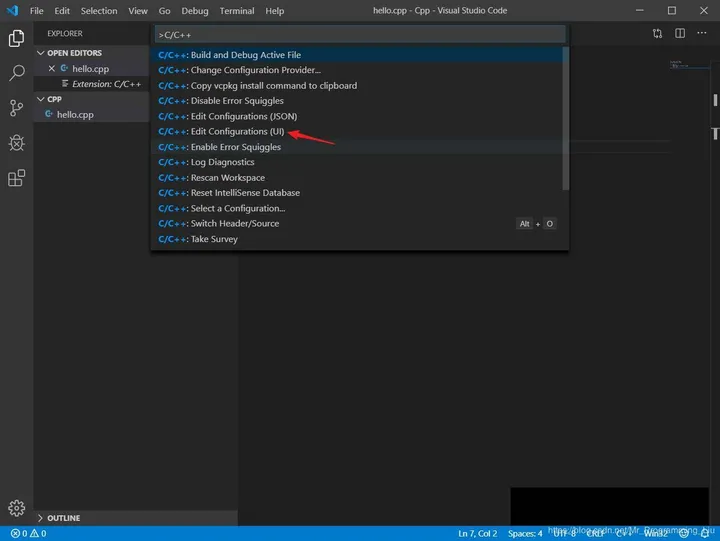 File Edit Selection View Go Debug Terminal Help hello.cpp - Cpp - Visual Studio Code
EXPLORER
>C/C++
OPEN EDITORS
hello.cpp
Extension: C/C++
CPP
hello.cpp
C/C++: Build and Debug Active File
C/C++: Change Configuration Provider...
C/C++: Copy vcpkg install command to clipboard
C/C++: Disable Error Squiggles
C/C++: Edit Configurations (JSON)
C/C++: Edit Configurations (UI)
C/C++: Enable Error Squiggles
C/C++: Log Diagnostics
C/C++: Rescan Workspace
C/C++: Reset IntelliSense Database
C/C++: Select a Configuration...
C/C++: Switch Header/Source Alt + O
C/C++: Take Survey
OUTLINE
0 0 Ln 7, Col 2 Spaces: 4 UTF-8 CRLF C++ Win32
https://blog.csdn.net/Mr_Programming_Liu